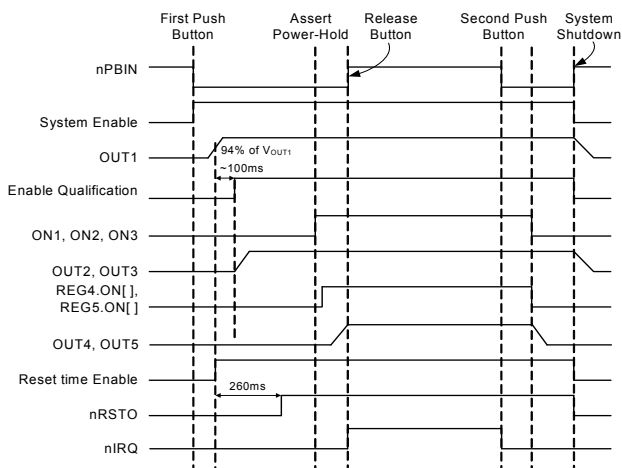 First Push
Button
Assert
Power-Hold
Release
Button
Second Push
Button
System
Shutdown
nPBIN
System Enable
OUT1
94% of VOUT1
~100ms
Enable Qualification
ON1, ON2, ON3
OUT2, OUT3
REG4.ON[ ],
REG5.ON[ ]
OUT4, OUT5
Reset time Enable
260ms
nRSTO
nIRQ